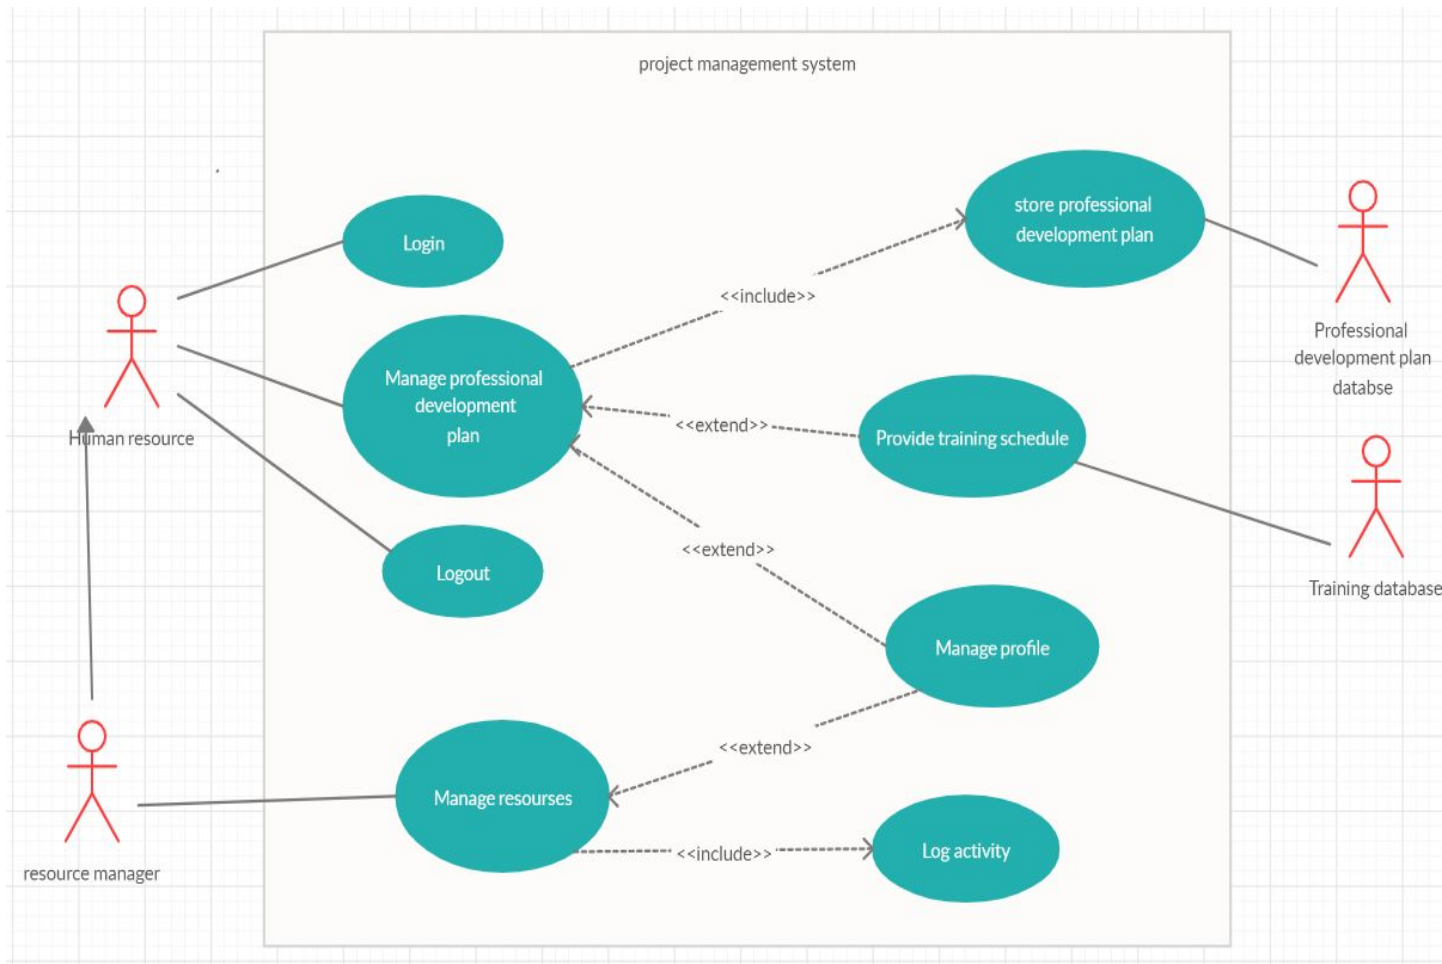 project management system
store professional
development plan
Login
<<include>>
Professional
development plan
databse
Manage professional
development
plan
<<extend>>
Provide training schedule
Human resource
<<extend>>
Logout
Training database
Manage profile
<<extend>>
Manage resourses
<<include>>
Log activity
resource manager